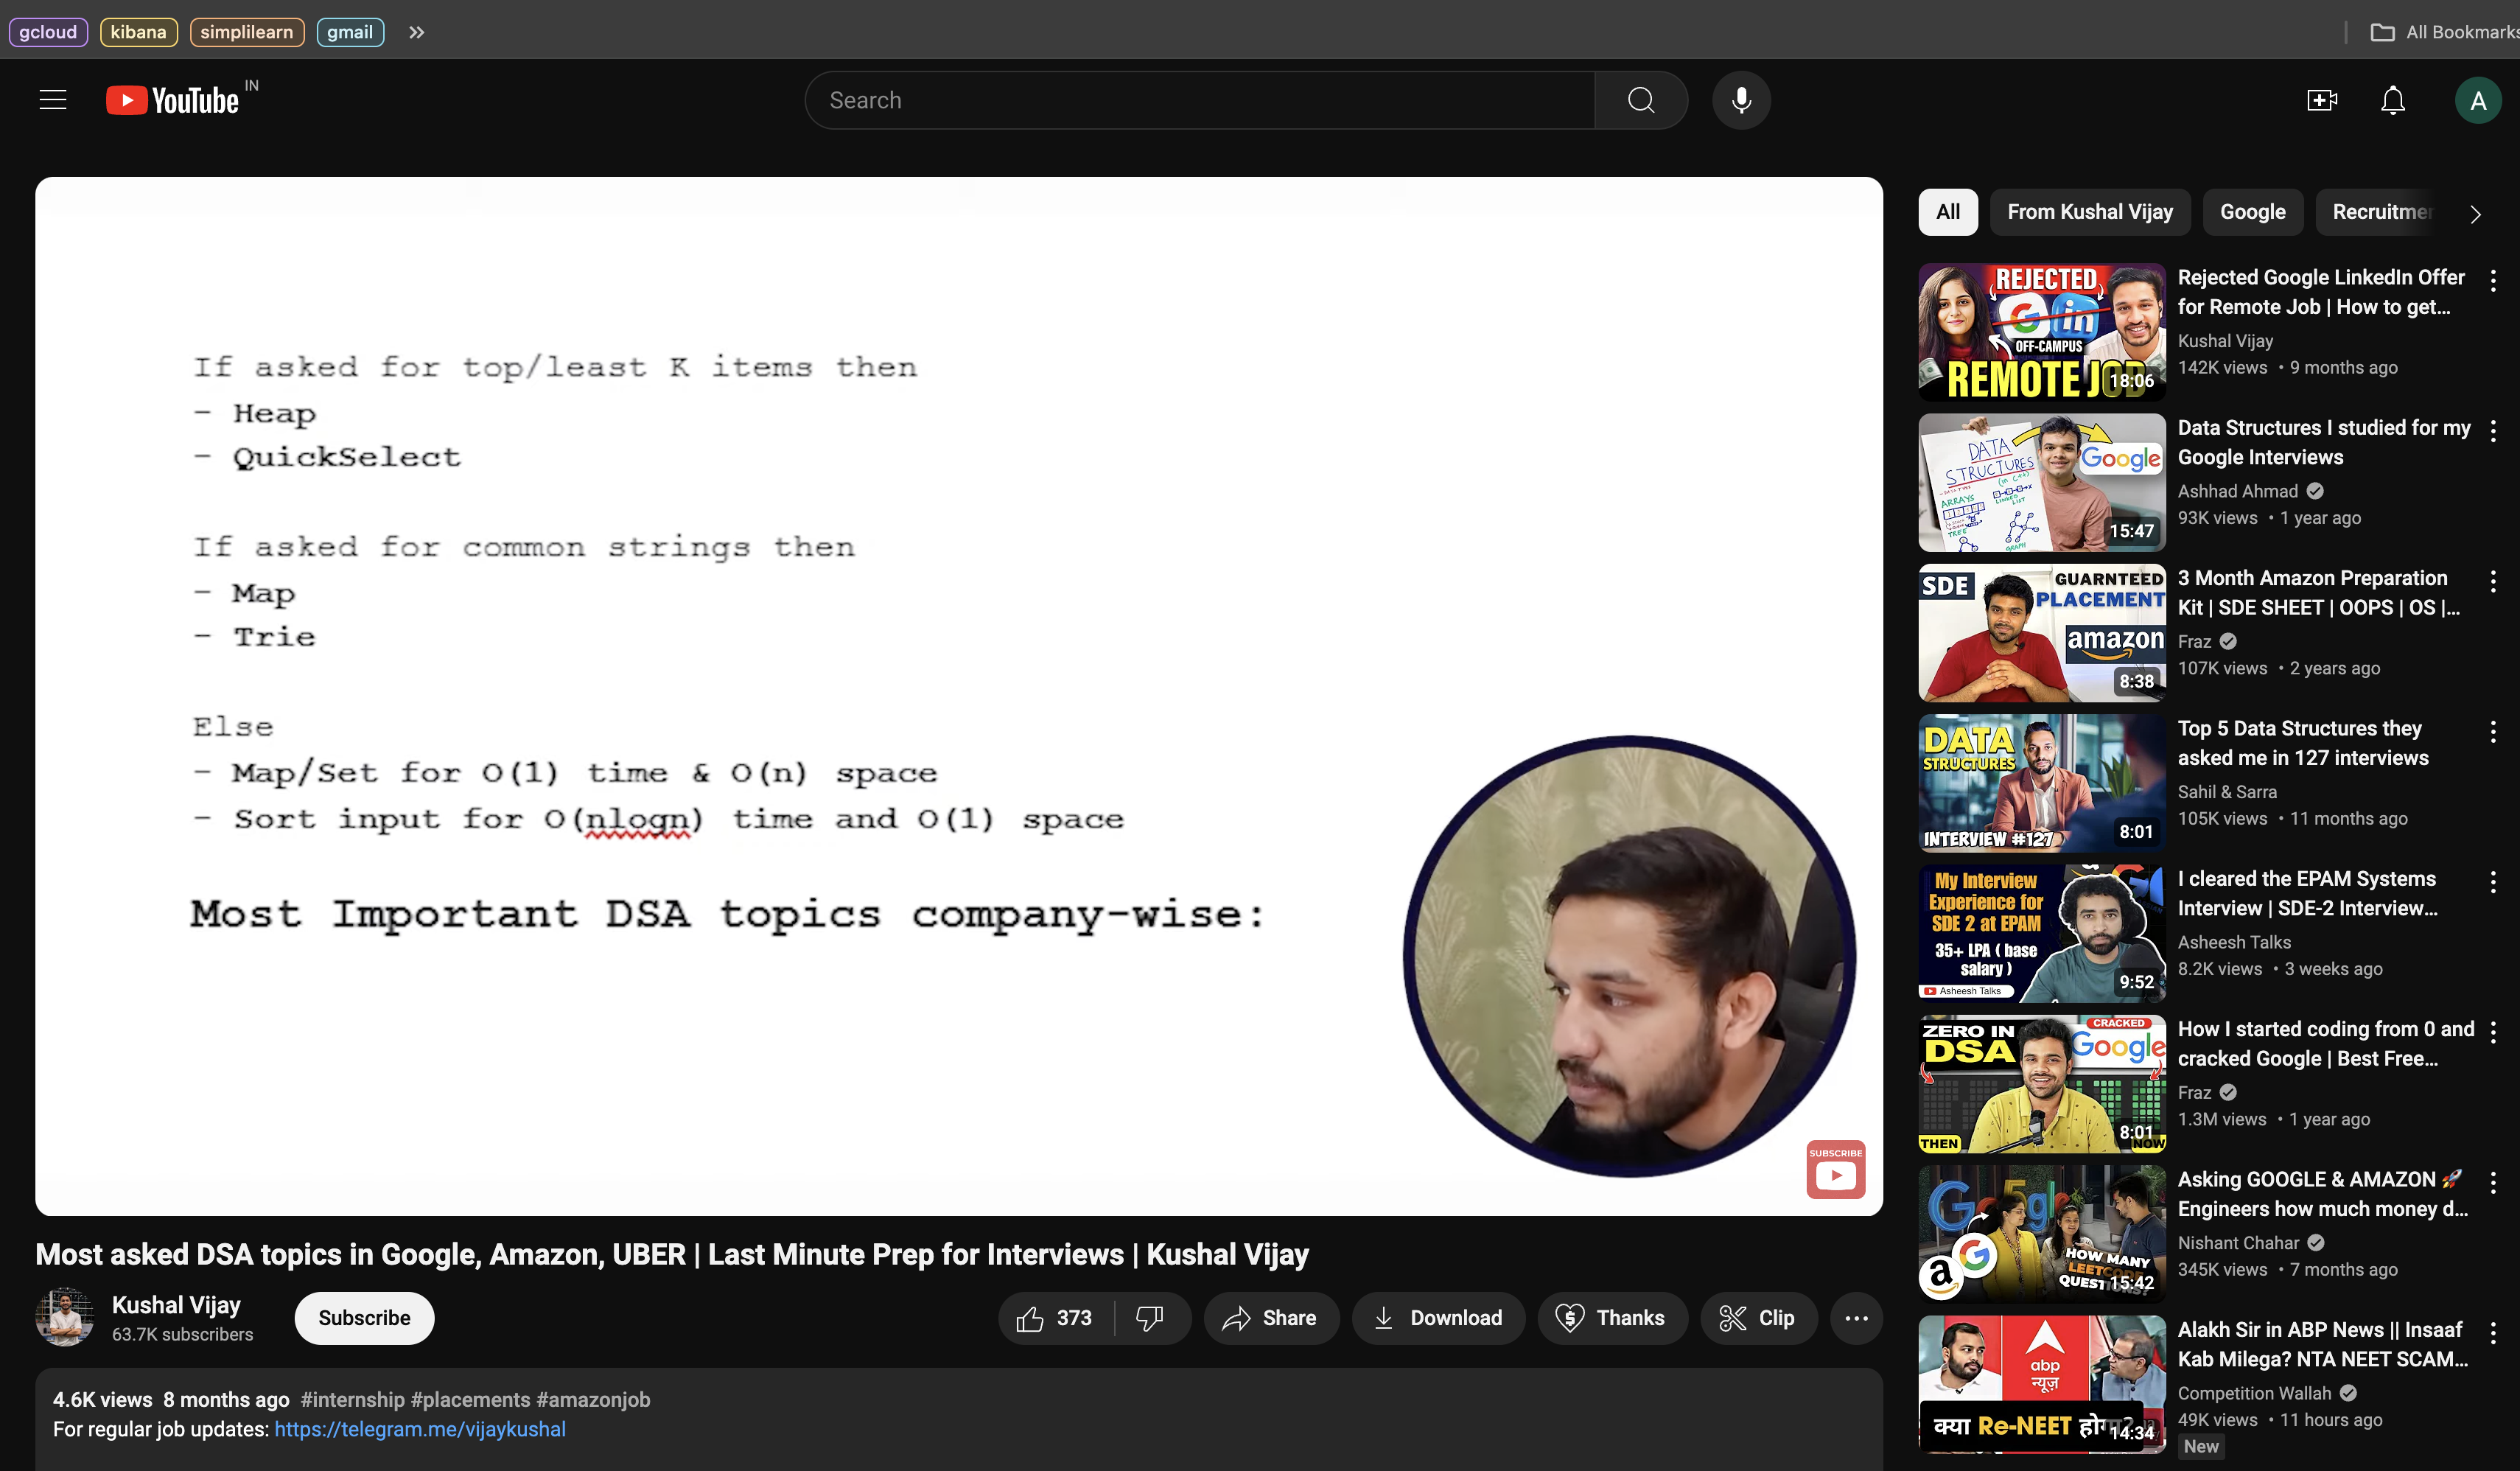 gcloud
kibana
simplilearn
gmail
All Bookmarks
YouTube IN
Search
A
If asked for top/least K items then
- Heap
- QuickSelect
If asked for common strings then
- Map
- Trie
Else
- Map/Set for O(1) time & O(n) space
- Sort input for O(nlogn) time and O(1) space
Most Important DSA topics company-wise:
SUBSCRIBE
Most asked DSA topics in Google, Amazon, UBER | Last Minute Prep for Interviews | Kushal Vijay
Kushal Vijay
63.7K subscribers
Subscribe
373
Share
Download
Thanks
Clip
4.6K views 8 months ago #internship #placements #amazonjob
For regular job updates: https://telegram.me/vijaykushal
All
From Kushal Vijay
Google
REJECTED
OFF-CAMPUS
REMOTE JOB
18:06
Rejected Google LinkedIn Offer
for Remote Job | How to get...
Kushal Vijay
142K views • 9 months ago
DATA
STRUCTURES
ARRAYS
TREE
GRAPH
Google
15:47
Data Structures I studied for my
Google Interviews
Ashhad Ahmad
93K views • 1 year ago
SDE
GUARNTEED
PLACEMENT
amazon
8:38
3 Month Amazon Preparation
Kit | SDE SHEET | OOPS | OS |...
Fraz
107K views • 2 years ago
DATA
STRUCTURES
INTERVIEW #127
8:01
Top 5 Data Structures they
asked me in 127 interviews
Sahil & Sarra
105K views • 11 months ago
My Interview
Experience for
SDE 2 at EPAM
35+ LPA ( base
salary )
Asheesh Talks
9:52
I cleared the EPAM Systems
Interview | SDE-2 Interview...
Asheesh Talks
8.2K views • 3 weeks ago
ZERO IN
DSA
CRACKED
Google
THEN
NOW
8:01
How I started coding from 0 and
cracked Google | Best Free...
Fraz
1.3M views • 1 year ago
HOW MANY
LEETCODE
QUESTIONS?
15:42
Asking GOOGLE & AMAZON 🚀
Engineers how much money d...
Nishant Chahar
345K views • 7 months ago
abp
न्यूज़
क्या Re-NEET
14:34
Alakh Sir in ABP News || Insaaf
Kab Milega? NTA NEET SCAM...
Competition Wallah
49K views • 11 hours ago
New